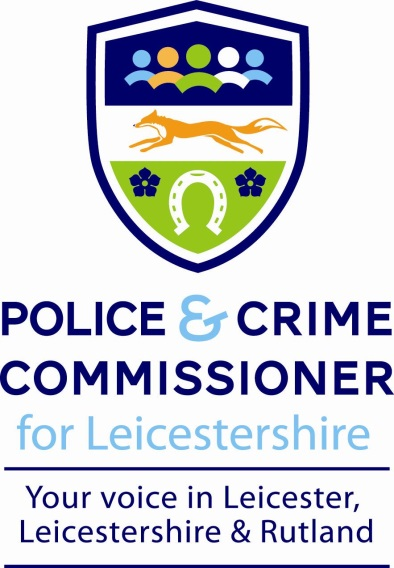 POLICE & CRIME
COMMISSIONER
for Leicestershire
Your voice in Leicester,
Leicestershire & Rutland